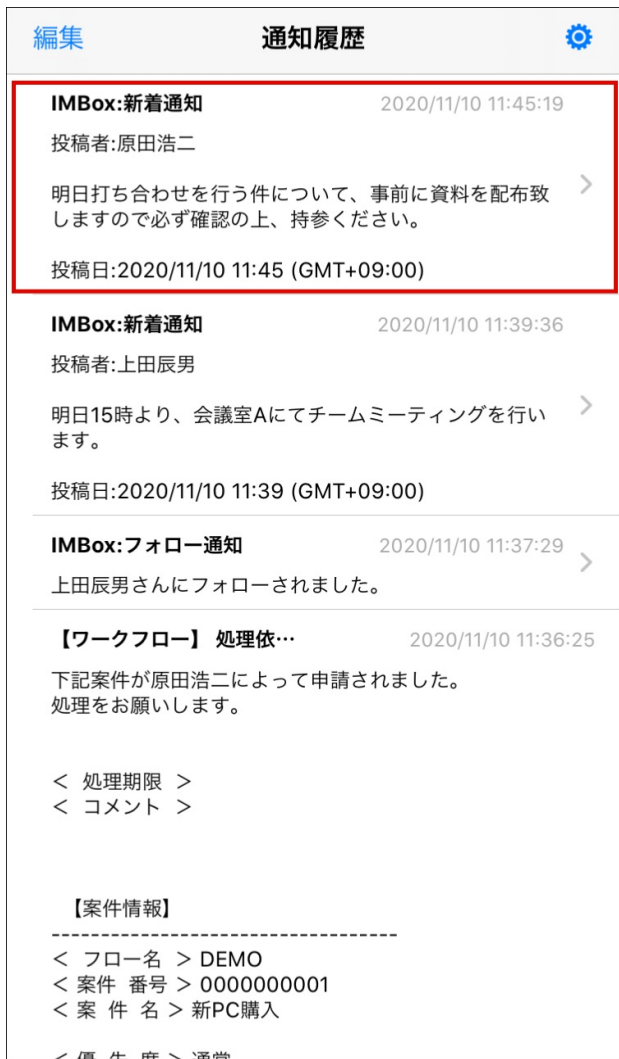 編集
通知履歴
IMBox:新着通知 2020/11/10 11:45:19
投稿者:原田浩二
明日打ち合わせを行う件について、事前に資料を配布致
しますので必ず確認の上、持参ください。
投稿日:2020/11/10 11:45 (GMT+09:00)
IMBox:新着通知 2020/11/10 11:39:36
投稿者:上田辰男
明日15時より、会議室Aにてチームミーティングを行い
ます。
投稿日:2020/11/10 11:39 (GMT+09:00)
IMBox:フォロー通知 2020/11/10 11:37:29
上田辰男さんにフォローされました。
【ワークフロー】 処理依… 2020/11/10 11:36:25
下記案件が原田浩二によって申請されました。
処理をお願いします。
＜ 処理期限 ＞
＜ コメント ＞
【案件情報】
-----------------------------------
＜ フロー名 ＞ DEMO
＜ 案件 番号 ＞ 0000000001
＜ 案 件 名 ＞ 新PC購入
＜ 優 先 度 ＞ 通常